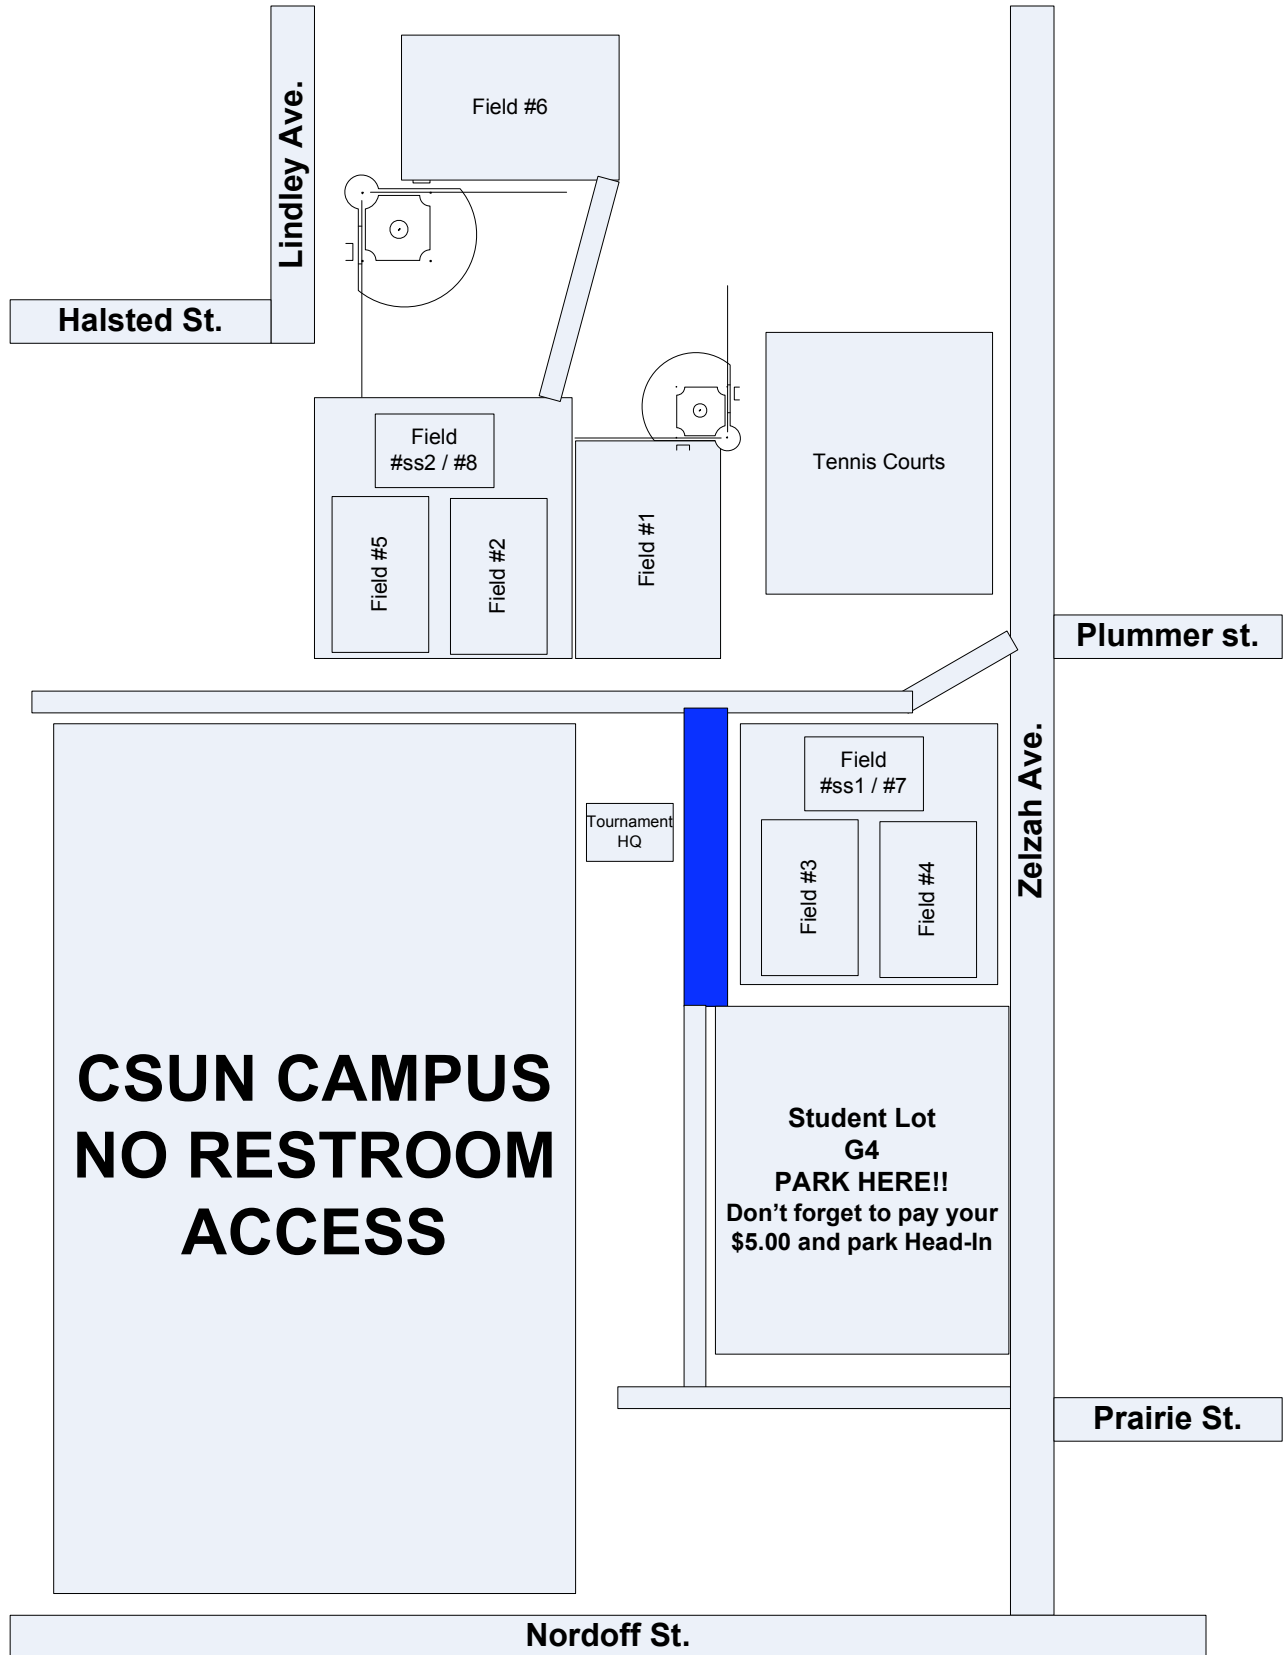 Lindley Ave.
Field #6
Halsted St.
Field
#ss2 / #8
Field #5
Field #2
Field #1
Tennis Courts
Plummer st.
Zelzah Ave.
Field
#ss1 / #7
Tournament
HQ
Field #3
Field #4
CSUN CAMPUS
NO RESTROOM
ACCESS
Student Lot
G4
PARK HERE!!
Don’t forget to pay your
$5.00 and park Head-In
Prairie St.
Nordoff St.